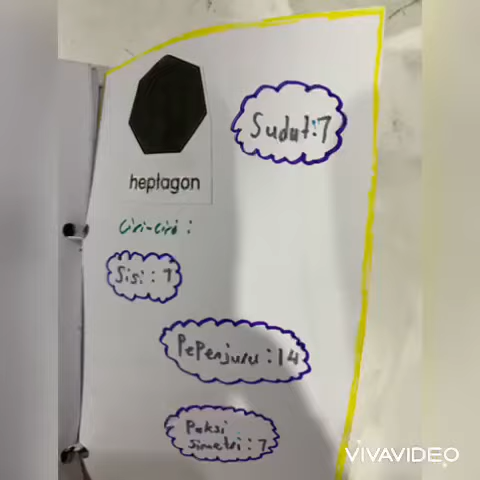 heptagon
Sudut:7
Ciri-ciri :
Sisi : 7
Pepenjuru : 14
Paksi
simetri : 7
VIVAVIDEO